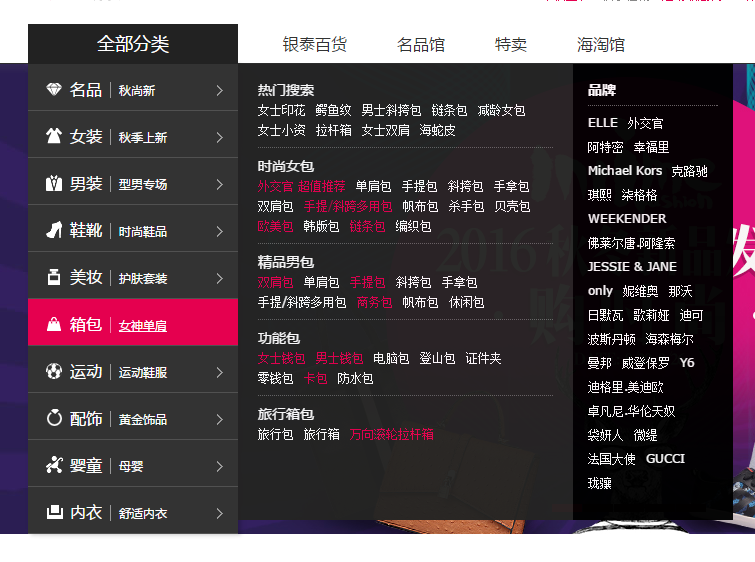 全部分类
银泰百货 名品馆 特卖 海淘馆
名品 秋尚新
女装 秋季上新
男装 型男专场
鞋靴 时尚鞋品
美妆 护肤套装
箱包 女神单肩
运动 运动鞋服
配饰 黄金饰品
婴童 母婴
内衣 舒适内衣
热门搜索
女士印花 鳄鱼纹 男士斜挎包 链条包 减龄女包
女士小资 拉杆箱 女士双肩 海蛇皮
时尚女包
外交官 超值推荐 单肩包 手提包 斜挎包 手拿包
双肩包 手提/斜跨多用包 帆布包 杀手包 贝壳包
欧美包 韩版包 链条包 编织包
精品男包
双肩包 单肩包 手提包 斜挎包 手拿包
手提/斜跨多用包 商务包 帆布包 休闲包
功能包
女士钱包 男士钱包 电脑包 登山包 证件夹
零钱包 卡包 防水包
旅行箱包
旅行包 旅行箱 万向滚轮拉杆箱
品牌
ELLE 外交官
阿特密 幸福里
Michael Kors 克路驰
琪熙 柒格格
WEEKENDER
佛莱尔唐.阿隆索
JESSIE & JANE
only 妮维奥 那沃
日默瓦 歌莉娅 迪可
波斯丹顿 海森梅尔
曼邦 威登保罗 Y6
迪格里.美迪欧
卓凡尼.华伦天奴
袋妍人 微缇
法国大使 GUCCI
珑骧
2016秋
发